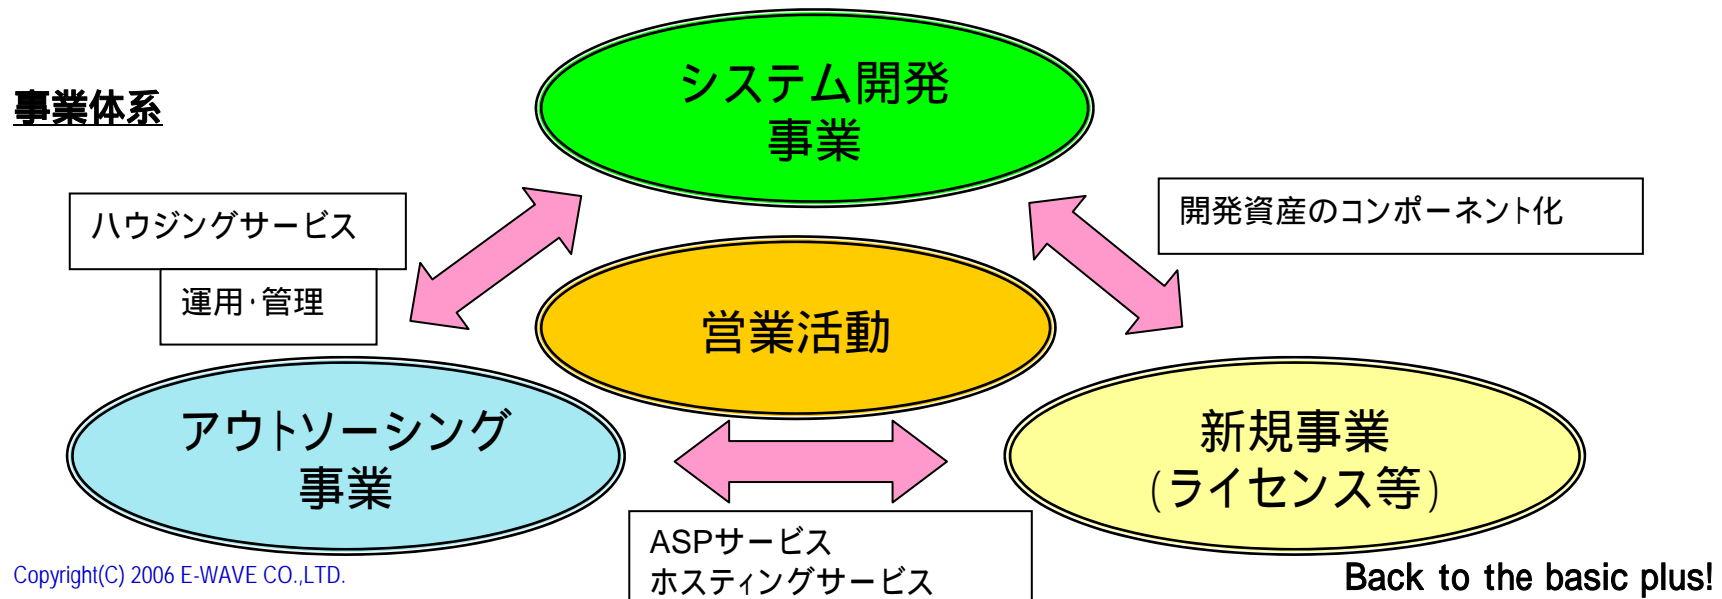 事業体系
システム開発
事業
ハウジングサービス
運用・管理
開発資産のコンポーネント化
営業活動
アウトソーシング
事業
新規事業
(ライセンス等)
ASPサービス
ホスティングサービス
Copyright(C) 2006 E-WAVE CO.,LTD.
Back to the basic plus!